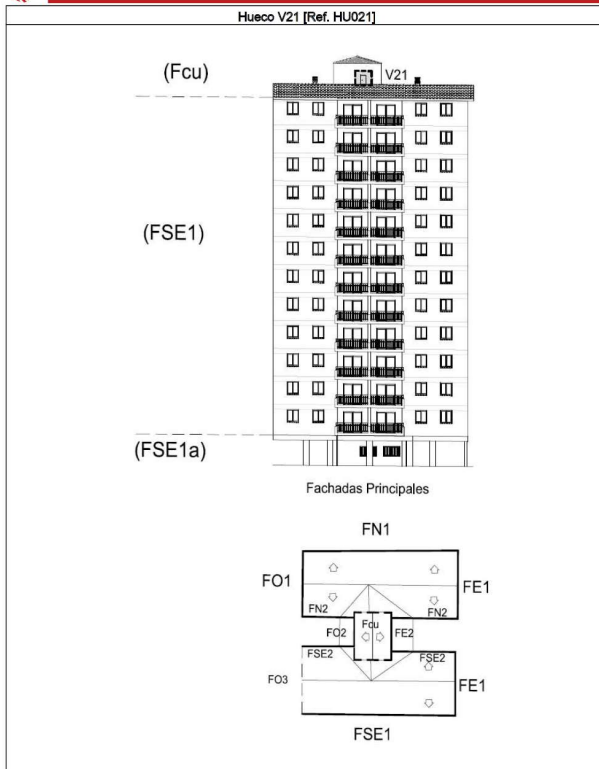 Hueco V21 [Ref. HU021]
(Fcu)
V21
(FSE1)
(FSE1a)
Fachadas Principales
FN1
FO1
FE1
FN2
FN2
FO2
Fcu
FE2
FSE2
FSE2
FO3
FE1
FSE1